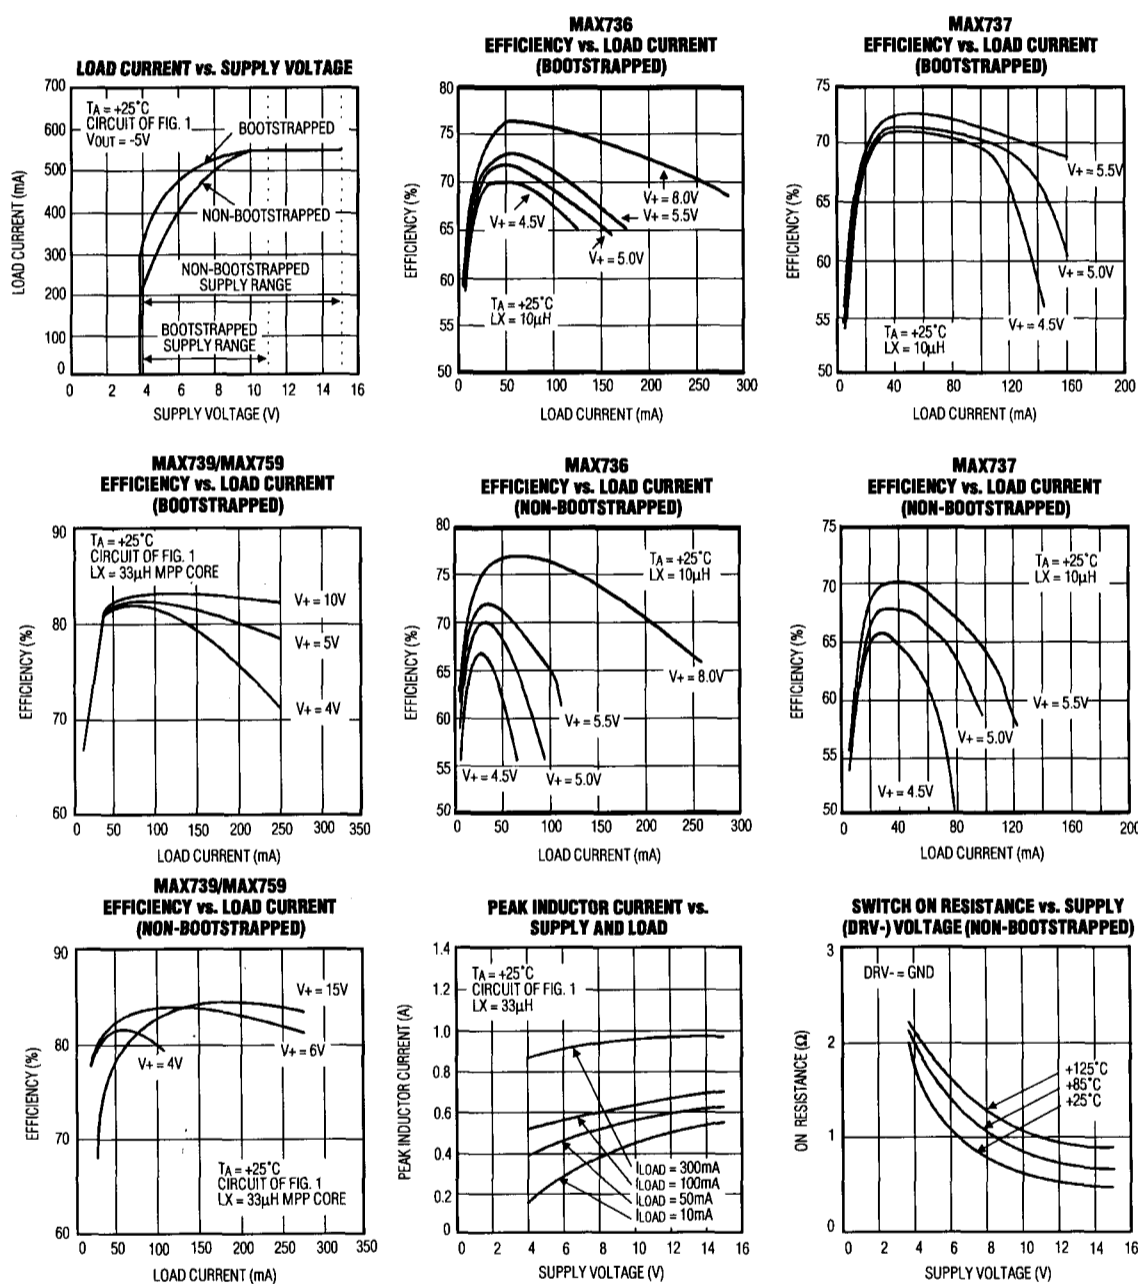 LOAD CURRENT vs. SUPPLY VOLTAGE
700
600
500
400
300
200
100
0
LOAD CURRENT (mA)
TA = +25°C
CIRCUIT OF FIG. 1
VOUT = -5V
BOOTSTRAPPED
NON-BOOTSTRAPPED
NON-BOOTSTRAPPED
SUPPLY RANGE
BOOTSTRAPPED
SUPPLY RANGE
0 2 4 6 8 10 12 14 16
SUPPLY VOLTAGE (V)
MAX736
EFFICIENCY vs. LOAD CURRENT
(BOOTSTRAPPED)
80
75
70
65
60
55
50
EFFICIENCY (%)
V+ = 8.0V
V+ = 5.5V
V+ = 4.5V
V+ = 5.0V
TA = +25°C
LX = 10µH
0 50 100 150 200 250 300
LOAD CURRENT (mA)
MAX737
EFFICIENCY vs. LOAD CURRENT
(BOOTSTRAPPED)
75
70
65
60
55
50
EFFICIENCY (%)
V+ = 5.5V
V+ = 5.0V
V+ = 4.5V
TA = +25°C
LX = 10µH
0 40 80 120 160 200
LOAD CURRENT (mA)
MAX739/MAX759
EFFICIENCY vs. LOAD CURRENT
(BOOTSTRAPPED)
90
80
70
60
EFFICIENCY (%)
TA = +25°C
CIRCUIT OF FIG. 1
LX = 33µH MPP CORE
V+ = 10V
V+ = 5V
V+ = 4V
0 50 100 150 200 250 300 350
LOAD CURRENT (mA)
MAX736
EFFICIENCY vs. LOAD CURRENT
(NON-BOOTSTRAPPED)
80
75
70
65
60
55
50
EFFICIENCY (%)
TA = +25°C
LX = 10µH
V+ = 8.0V
V+ = 5.5V
V+ = 4.5V
V+ = 5.0V
0 50 100 150 200 250 300
LOAD CURRENT (mA)
MAX737
EFFICIENCY vs. LOAD CURRENT
(NON-BOOTSTRAPPED)
75
70
65
60
55
50
EFFICIENCY (%)
TA = +25°C
LX = 10µH
V+ = 5.5V
V+ = 5.0V
V+ = 4.5V
0 40 80 120 160 200
LOAD CURRENT (mA)
MAX739/MAX759
EFFICIENCY vs. LOAD CURRENT
(NON-BOOTSTRAPPED)
90
80
70
60
EFFICIENCY (%)
V+ = 15V
V+ = 6V
V+ = 4V
TA = +25°C
CIRCUIT OF FIG. 1
LX = 33µH MPP CORE
0 50 100 150 200 250 300 350
LOAD CURRENT (mA)
PEAK INDUCTOR CURRENT vs.
SUPPLY AND LOAD
1.4
1.2
1.0
0.8
0.6
0.4
0.2
0
PEAK INDUCTOR CURRENT (A)
TA = +25°C
CIRCUIT OF FIG. 1
LX = 33µH
ILOAD = 300mA
ILOAD = 100mA
ILOAD = 50mA
ILOAD = 10mA
0 2 4 6 8 10 12 14 16
SUPPLY VOLTAGE (V)
SWITCH ON RESISTANCE vs. SUPPLY
(DRV-) VOLTAGE (NON-BOOTSTRAPPED)
3
2
1
0
ON RESISTANCE (Ω)
DRV- = GND
+125°C
+85°C
+25°C
0 2 4 6 8 10 12 14 16
SUPPLY VOLTAGE (V)